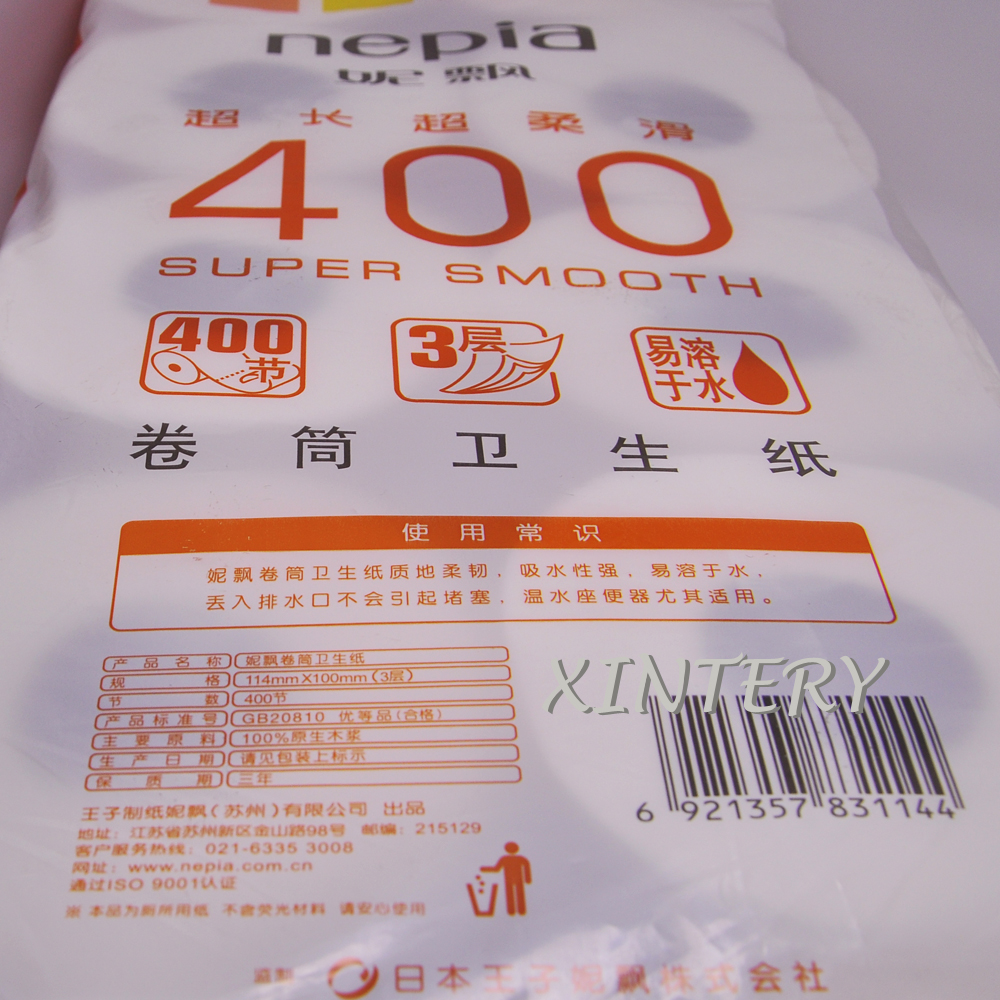 nepia
妮飘
超长超柔滑
400
SUPER SMOOTH
400节
3层
易溶于水
卷筒卫生纸
使用常识
妮飘卷筒卫生纸质地柔韧，吸水性强，易溶于水，
丢入排水口不会引起堵塞，温水座便器尤其适用。
产品名称 妮飘卷筒卫生纸
规格 114mmX100mm（3层）
节数 400节
产品标准号 GB20810 优等品(合格)
主要原料 100%原生木浆
生产日期 请见包装上标示
保质期 三年
XINTERY
6 921357 831144
王子制纸妮飘(苏州)有限公司 出品
地址: 江苏省苏州新区金山路98号 邮编: 215129
客户服务热线: 021-6335 3008
网址: www.nepia.com.cn
通过ISO 9001认证
※ 本品为厕所用纸 不含荧光材料 请安心使用
监制 日本王子妮飘株式会社